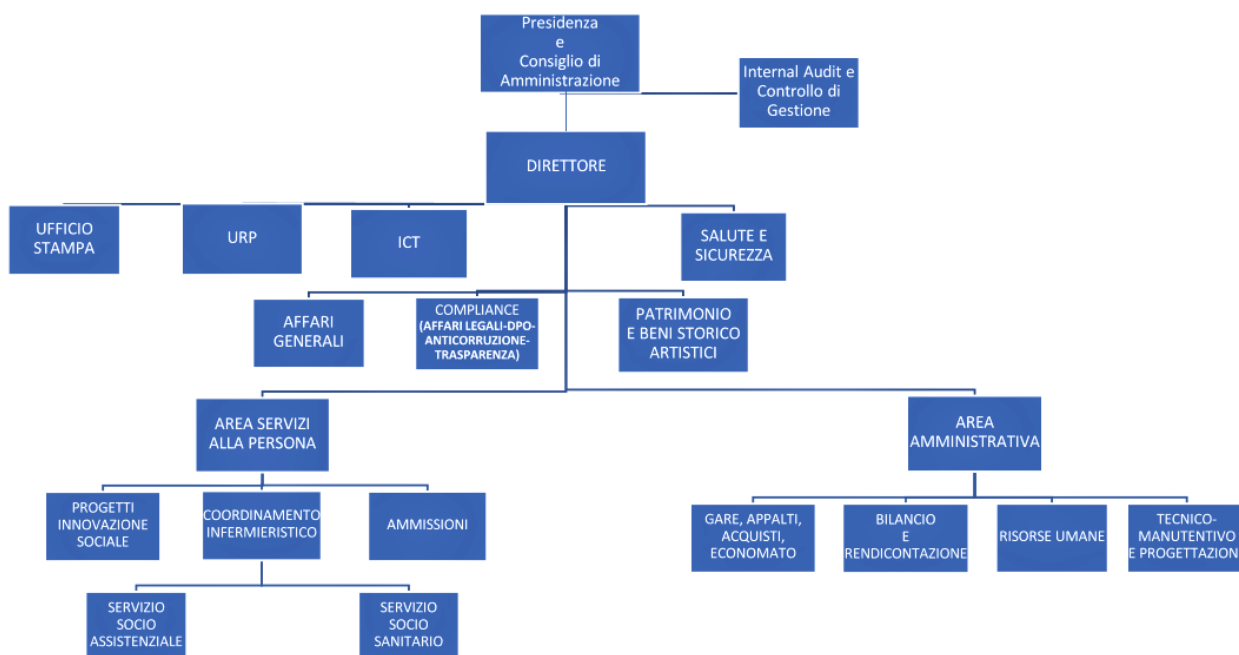 Presidenza
e
Consiglio di
Amministrazione
Internal Audit e
Controllo di
Gestione
DIRETTORE
UFFICIO
STAMPA
URP
ICT
SALUTE E
SICUREZZA
AFFARI
GENERALI
COMPLIANCE
(AFFARI LEGALI-DPO-
ANTICORRUZIONE-
TRASPARENZA)
PATRIMONIO
E BENI STORICO
ARTISTICI
AREA SERVIZI
ALLA PERSONA
AREA
AMMINISTRATIVA
PROGETTI
INNOVAZIONE
SOCIALE
COORDINAMENTO
INFERMIERISTICO
AMMISSIONI
GARE, APPALTI,
ACQUISTI,
ECONOMATO
BILANCIO
E
RENDICONTAZIONE
RISORSE UMANE
TECNICO-
MANUTENTIVO
E PROGETTAZION
SERVIZIO
SOCIO
ASSISTENZIALE
SERVIZIO
SOCIO
SANITARIO